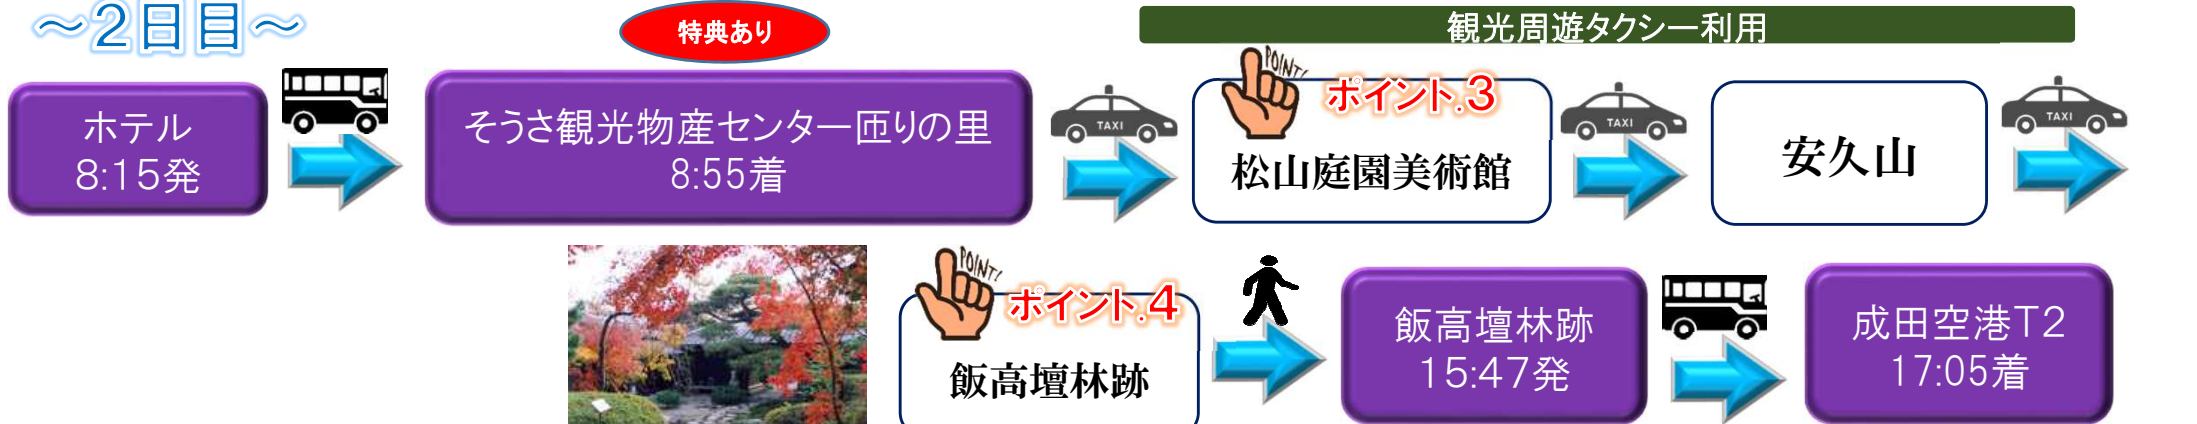 ～2日目～
特典あり
観光周遊タクシー利用
ホテル
8:15発
そうさ観光物産センター匝りの里
8:55着
TAXI
POINT!
ポイント.3
松山庭園美術館
TAXI
安久山
TAXI
POINT!
ポイント.4
飯高壇林跡
飯高壇林跡
15:47発
成田空港T2
17:05着